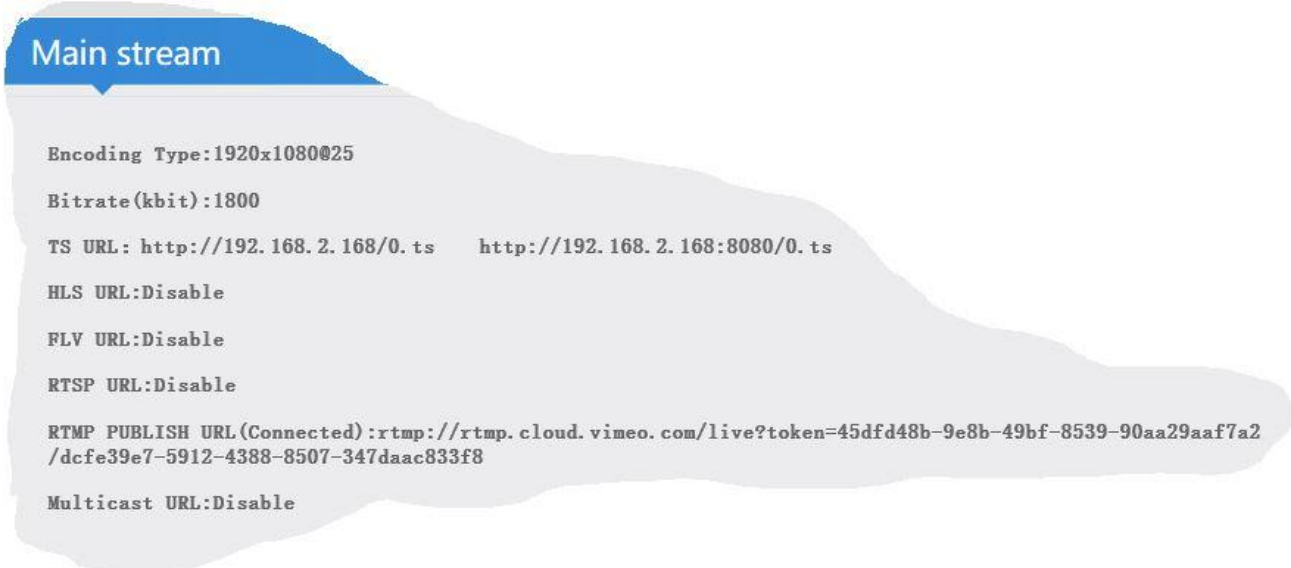 Main stream
Encoding Type:1920x1080@25
Bitrate(kbit):1800
TS URL: http://192.168.2.168/0.ts http://192.168.2.168:8080/0.ts
HLS URL:Disable
FLV URL:Disable
RTSP URL:Disable
RTMP PUBLISH URL(Connected):rtmp://rtmp.cloud.vimeo.com/live?token=45dfd48b-9e8b-49bf-8539-90aa29aaf7a2
/dcfe39e7-5912-4388-8507-347daac833f8
Multicast URL:Disable